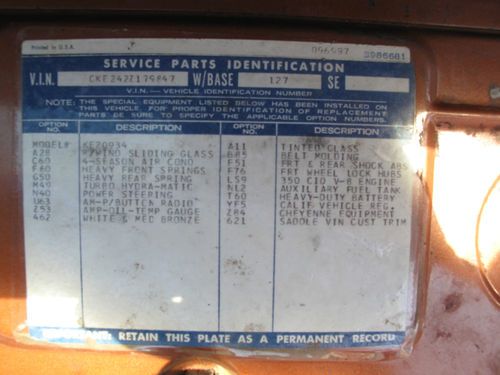 Printed in U.S.A.
096097 3986681
SERVICE PARTS IDENTIFICATION
V.I.N. CKE242Z179847 W/BASE 127 SE
V.I.N. — VEHICLE IDENTIFICATION NUMBER
NOTE: THE SPECIAL EQUIPMENT LISTED BELOW HAS BEEN INSTALLED ON
THIS VEHICLE. FOR PROPER IDENTIFICATION OF REPLACEMENT
PARTS BE SURE TO SPECIFY THE APPLICABLE OPTION NUMBERS.
OPTION NO. DESCRIPTION OPTION NO. DESCRIPTION
MODEL# KE20934 A11 TINTED GLASS
A28 SLIDING GLASS B85 BELT MOLDING
C60 4-SEASON AIR COND F51 FRT & REAR SHOCK ABS
F60 HEAVY FRONT SPRINGS F76 FRT WHEEL LOCK HUBS
G50 HEAVY REAR SPRING LS9 350 CID V-8 ENGINE
M49 TURBO HYDRA-MATIC NL2 AUXILIARY FUEL TANK
N40 POWER STEERING T60 HEAVY-DUTY BATTERY
U63 AM-P/BUTTON RADIO YF5 CALIF VEHICLE REG.
Z53 AMP-OIL-TEMP GAUGE Z84 CHEYENNE EQUIPMENT
462 WHITE & MED BRONZE 621 SADDLE VIN CUST TRIM
RETAIN THIS PLATE AS A PERMANENT RECORD